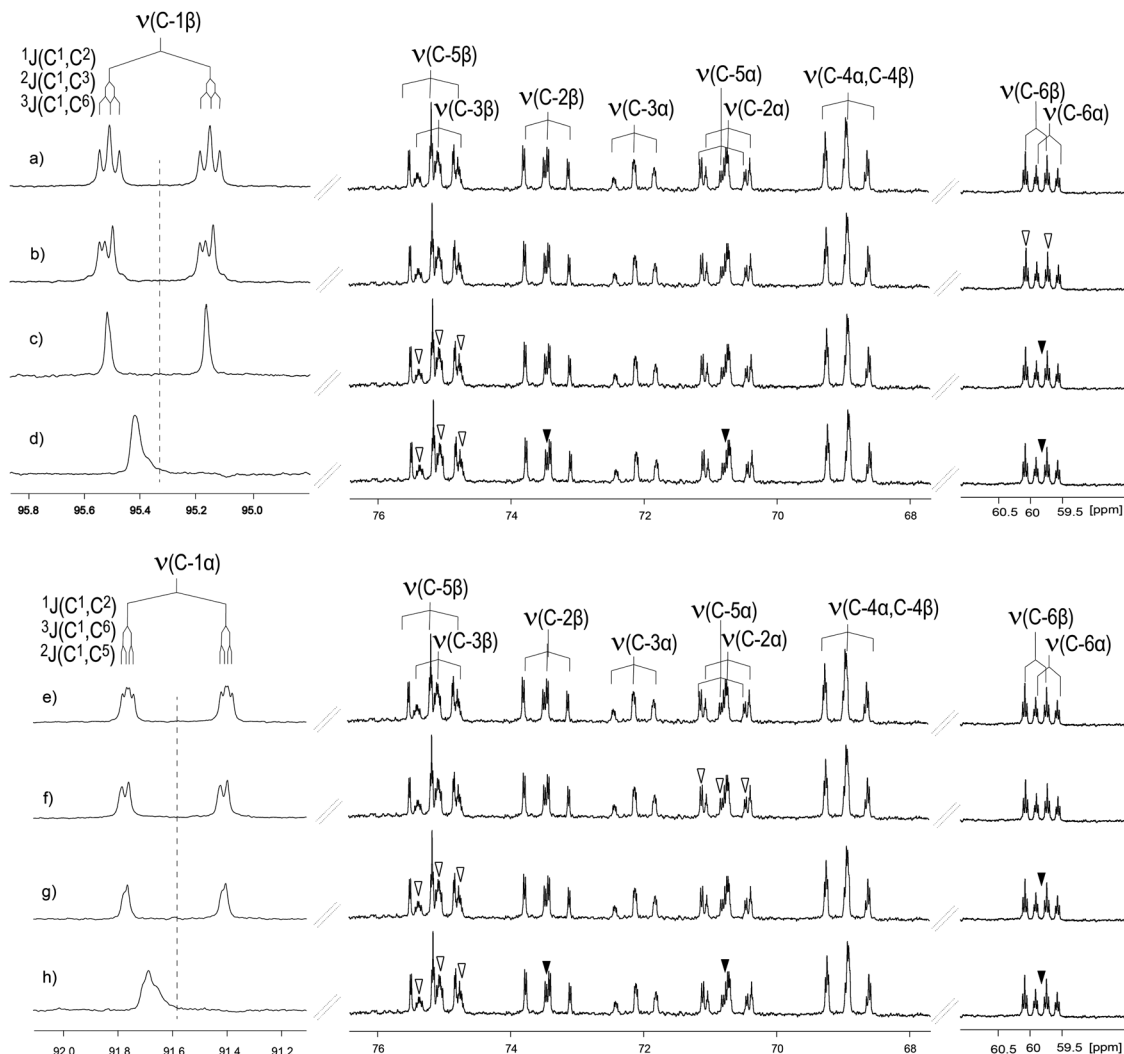 ν(C-1β)
¹J(C¹,C²)
²J(C¹,C³)
³J(C¹,C⁶)
ν(C-5β)
ν(C-3β)
ν(C-2β)
ν(C-3α)
ν(C-5α)
ν(C-2α)
ν(C-4α,C-4β)
ν(C-6β)
ν(C-6α)
a)
b)
c)
d)
95.8 95.6 95.4 95.2 95.0
76 74 72 70 68
60.5 60 59.5 [ppm]
ν(C-1α)
¹J(C¹,C²)
³J(C¹,C⁶)
²J(C¹,C⁵)
ν(C-5β)
ν(C-3β)
ν(C-2β)
ν(C-3α)
ν(C-5α)
ν(C-2α)
ν(C-4α,C-4β)
ν(C-6β)
ν(C-6α)
e)
f)
g)
h)
92.0 91.8 91.6 91.4 91.2
76 74 72 70 68
60.5 60 59.5 [ppm]